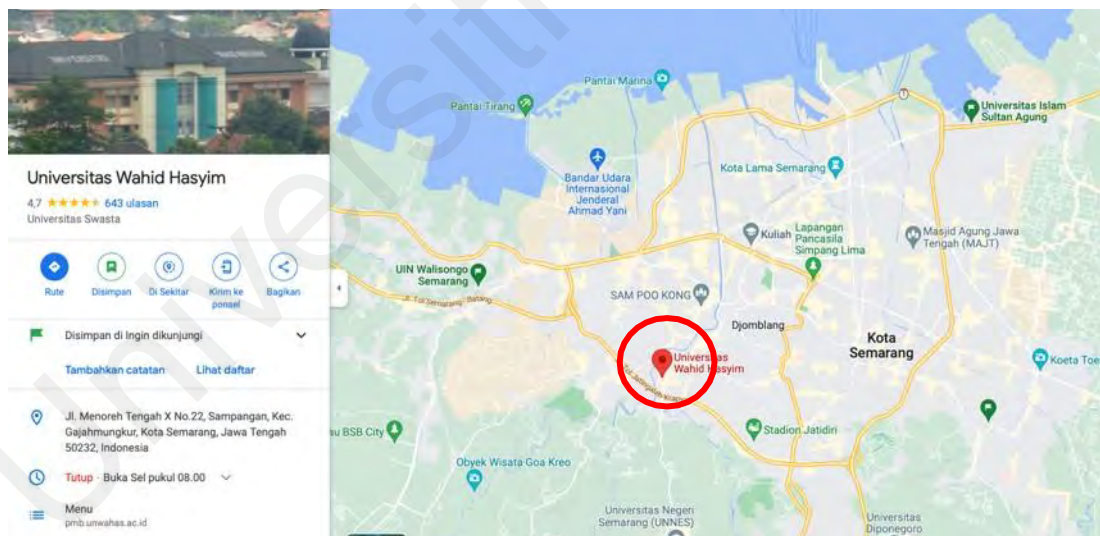 Universitas Wahid Hasyim
4,7 643 ulasan
Universitas Swasta
Rute
Disimpan
Di Sekitar
Kirim ke
ponsel
Bagikan
Disimpan di Ingin dikunjungi
Tambahkan catatan Lihat daftar
Jl. Menoreh Tengah X No.22, Sampangan, Kec.
Gajahmungkur, Kota Semarang, Jawa Tengah
50232, Indonesia
Tutup · Buka Sel pukul 08.00
Menu
pmb.unwahas.ac.id
Pantai Marina
Pantai Tirang
Universitas Islam
Sultan Agung
Bandar Udara
Internasional
Jenderal
Ahmad Yani
Kota Lama Semarang
Kuliah
Lapangan
Pancasila
Simpang Lima
Masjid Agung Jawa
Tengah (MAJT)
UIN Walisongo
Semarang
Jl. Tol Semarang - Batang
SAM POO KONG
Djomblang
Kota
Semarang
Universitas
Wahid Hasyim
Koeta Toe
BSB City
Stadion Jatidiri
Obyek Wisata Goa Kreo
Universitas Negeri
Semarang (UNNES)
Universitas
Diponegoro
Universiti